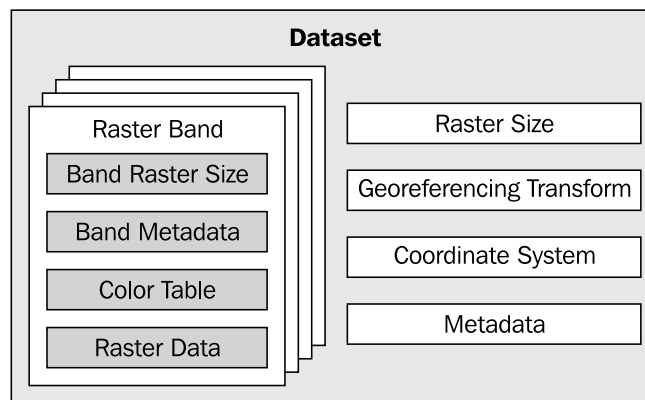 Dataset
Raster Band
Band Raster Size
Band Metadata
Color Table
Raster Data
Raster Size
Georeferencing Transform
Coordinate System
Metadata